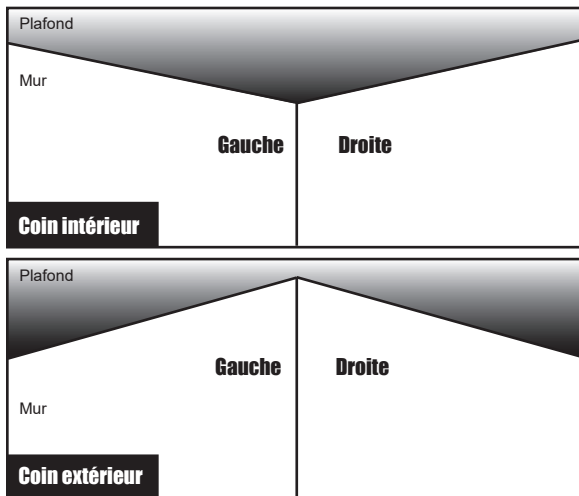 Plafond
Mur
Gauche Droite
Coin intérieur
Plafond
Gauche Droite
Mur
Coin extérieur